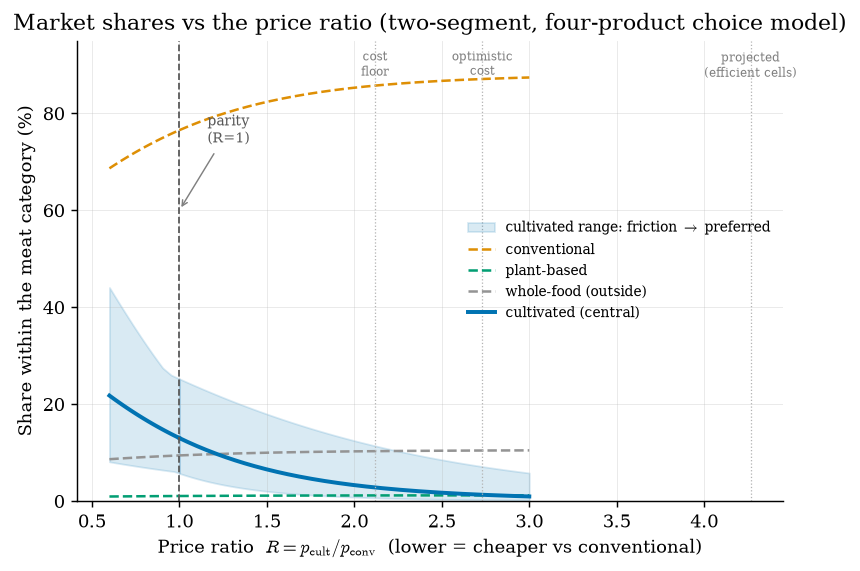 Market shares vs the price ratio (two-segment, four-product choice model)
Share within the meat category (%)
80
60
40
20
0
cost
floor
optimistic
cost
projected
(efficient cells)
parity
(R=1)
cultivated range: friction → preferred
conventional
plant-based
whole-food (outside)
cultivated (central)
0.5 1.0 1.5 2.0 2.5 3.0 3.5 4.0
Price ratio R = p_cult/p_conv (lower = cheaper vs conventional)